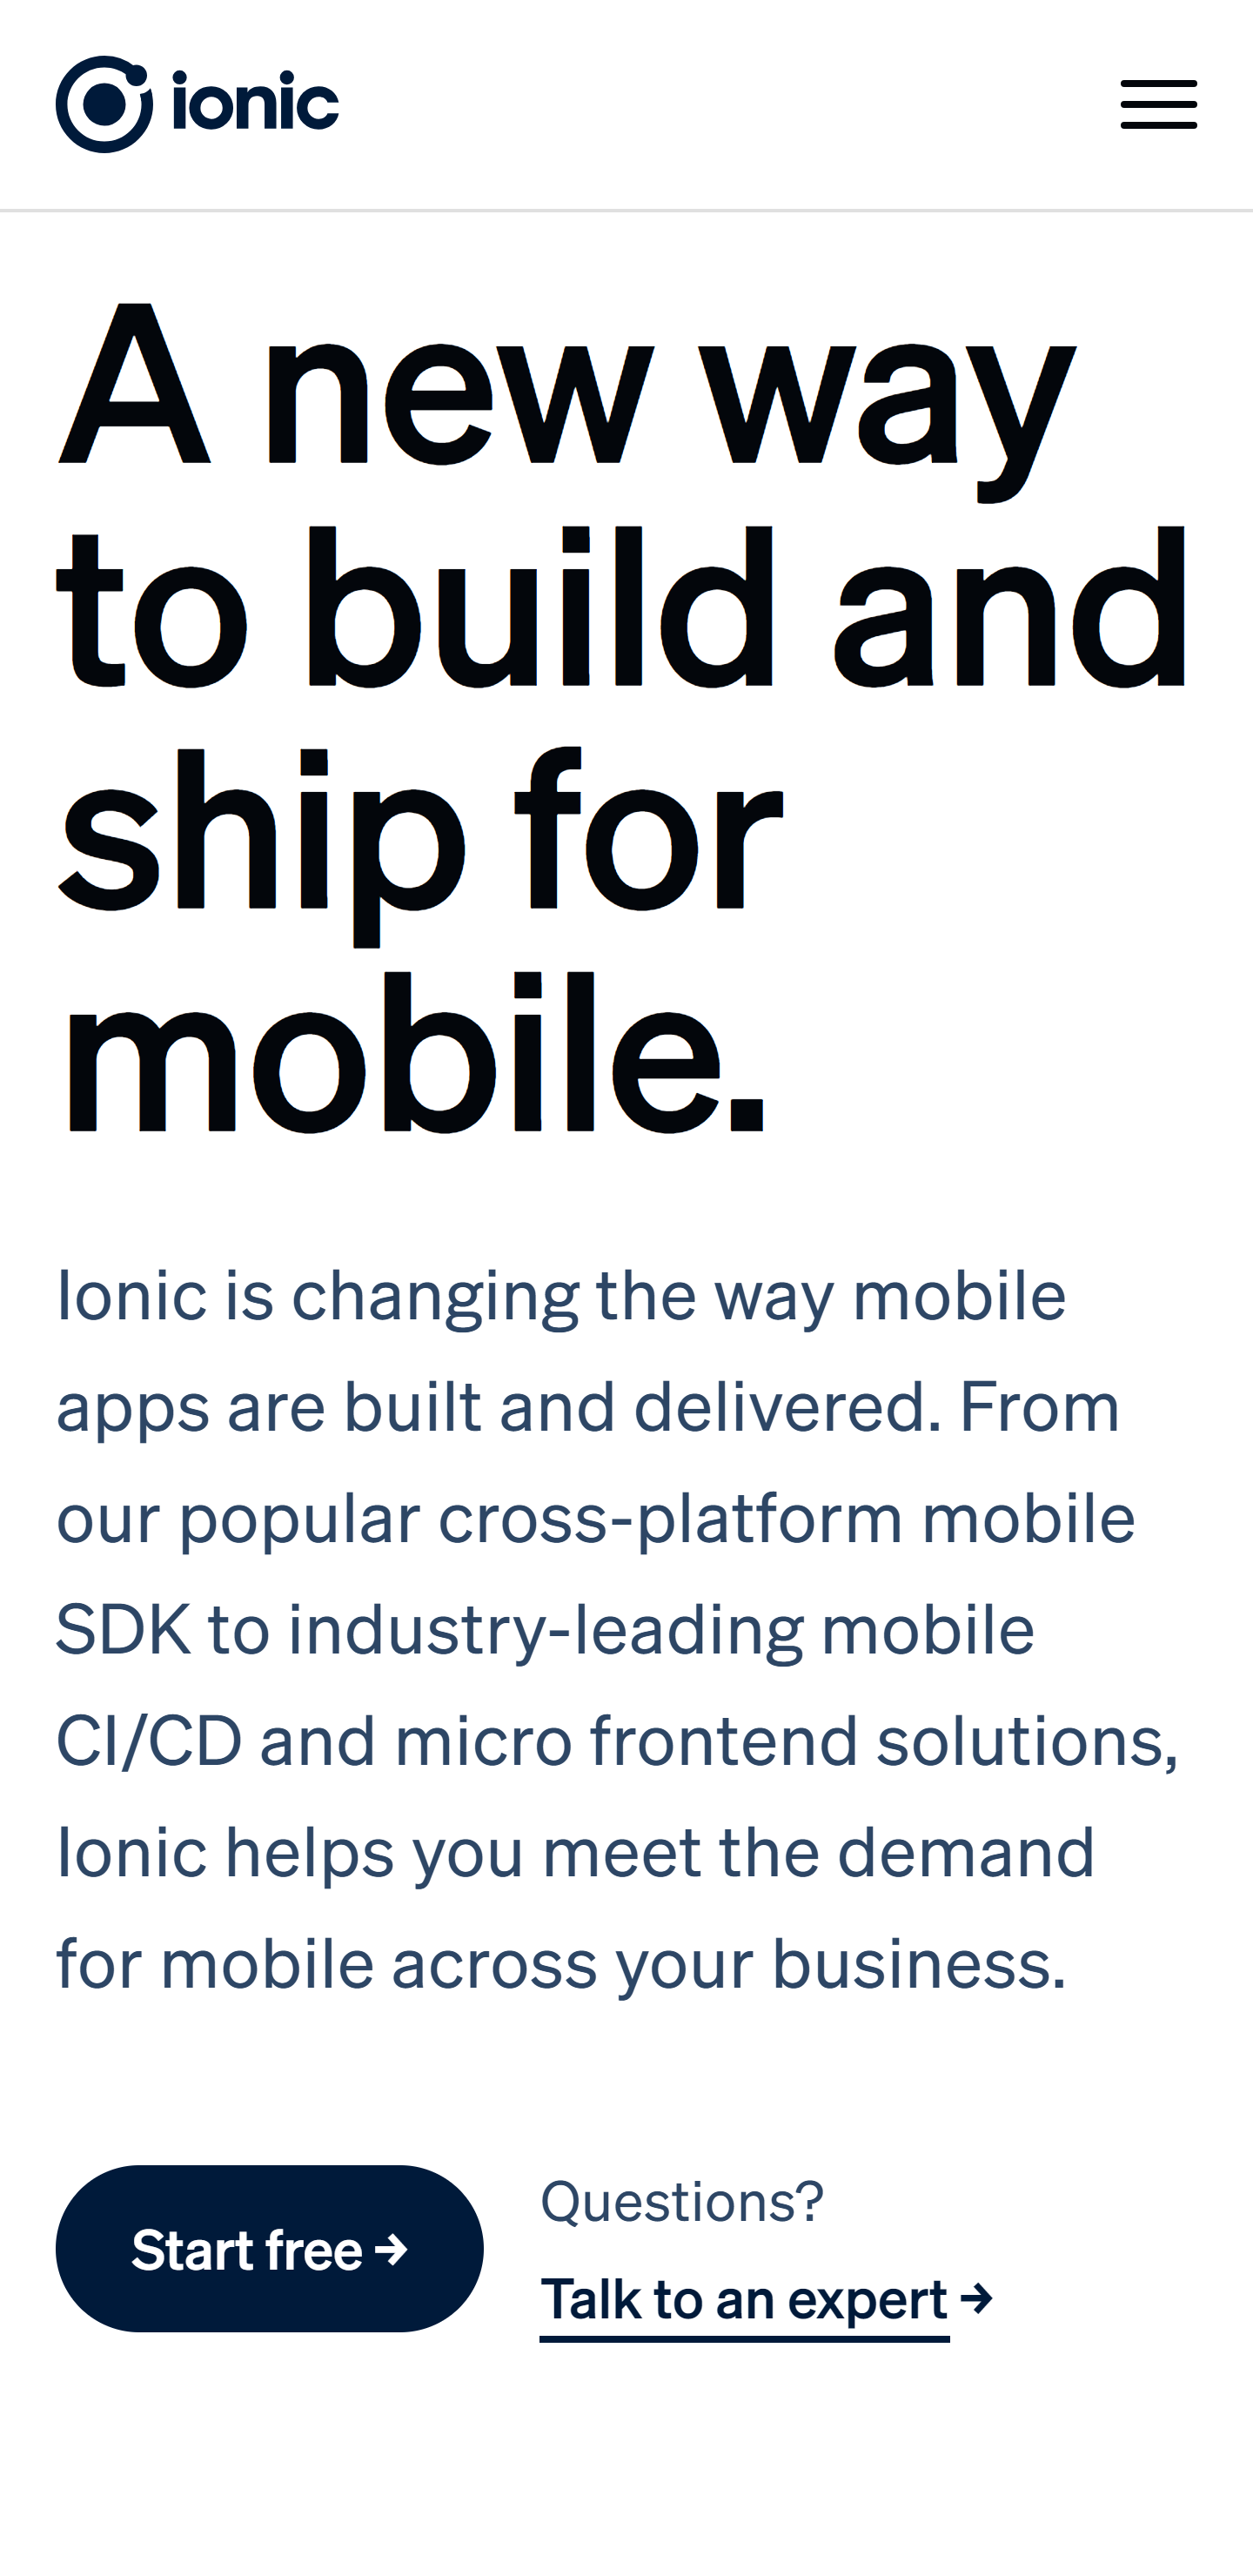 ionic
A new way
to build and
ship for
mobile.
Ionic is changing the way mobile
apps are built and delivered. From
our popular cross-platform mobile
SDK to industry-leading mobile
CI/CD and micro frontend solutions,
Ionic helps you meet the demand
for mobile across your business.
Start free →
Questions?
Talk to an expert →